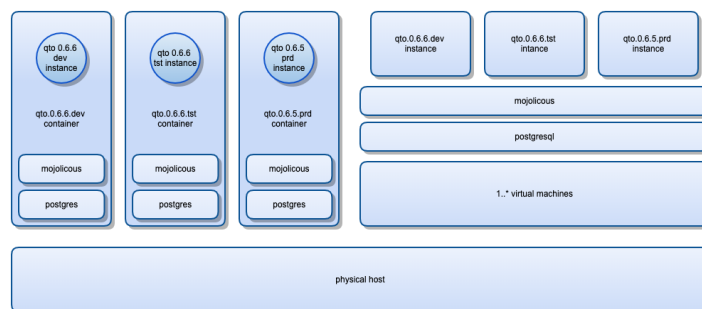 qto 0.6.6
dev
instance
qto 0.6.6
tst instance
qto 0.6.5
prd
instance
qto.0.6.6.dev
instance
qto.0.6.6.tst
intance
qto.0.6.5.prd
instance
qto.0.6.6.dev
container
qto.0.6.6.tst
container
qto.0.6.5.prd
container
mojolicous
postgresql
mojolicous
mojolicous
mojolicous
postgres
postgres
postgres
1..* virtual machines
physical host